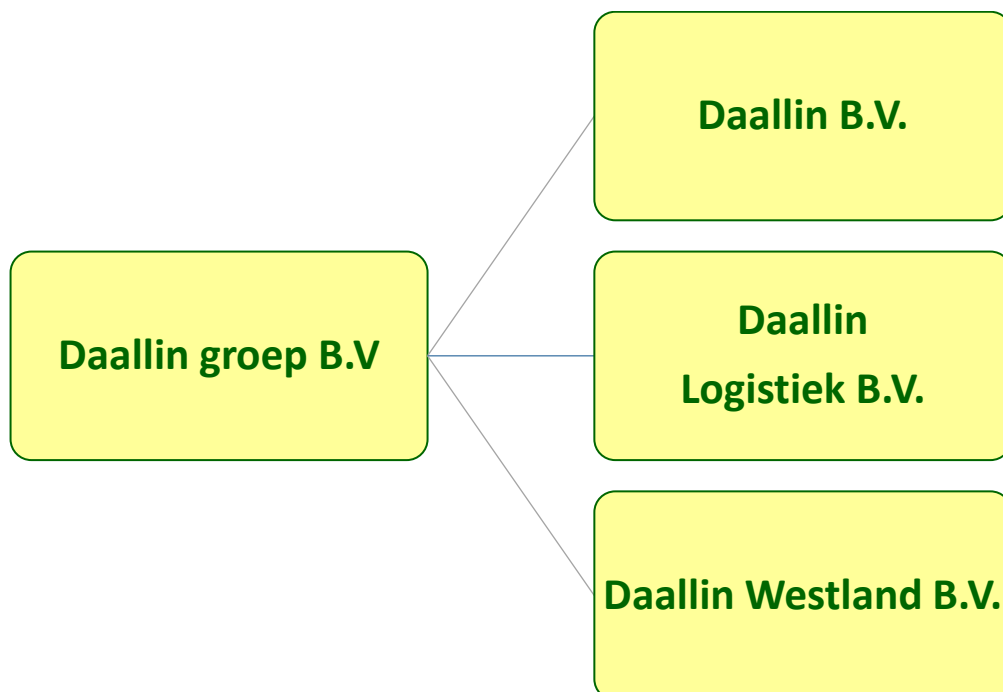 Daallin B.V.
Daallin groep B.V
Daallin
Logistiek B.V.
Daallin Westland B.V.